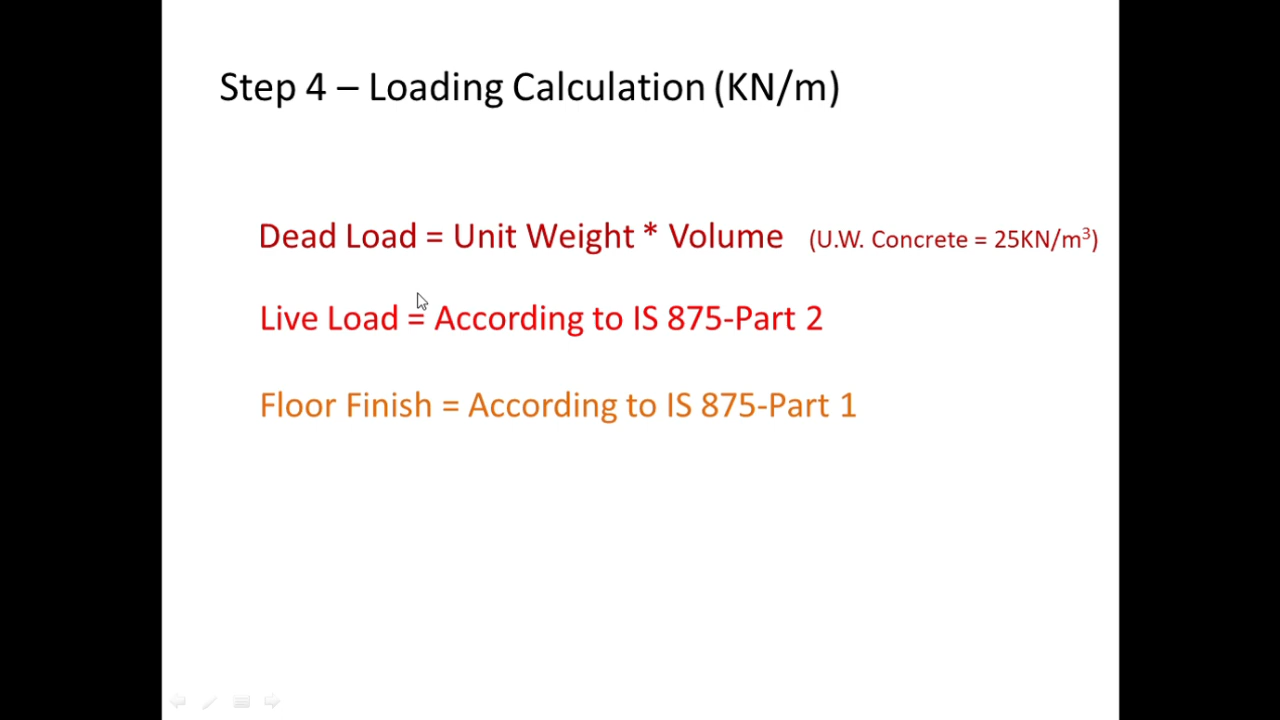 Step 4 – Loading Calculation (KN/m)
Dead Load = Unit Weight * Volume (U.W. Concrete = 25KN/m³)
Live Load = According to IS 875-Part 2
Floor Finish = According to IS 875-Part 1